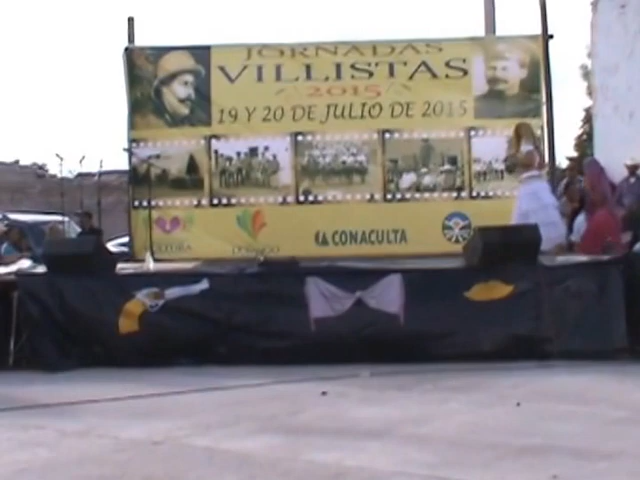 JORNADAS
VILLISTAS
2015
19 Y 20 DE JULIO DE 2015
CONACULTA